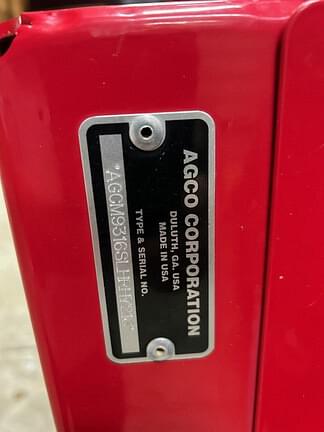 AGCO CORPORATION
DULUTH, GA. USA
MADE IN USA
TYPE & SERIAL NO.